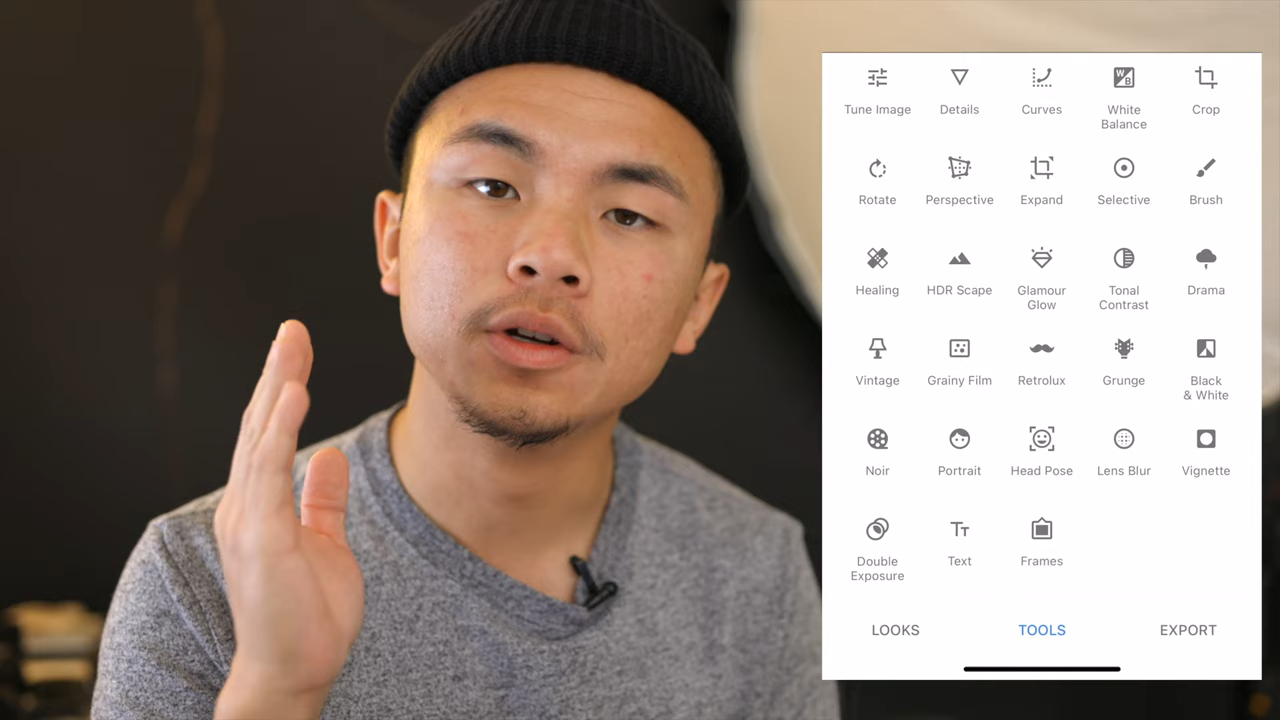 Tune Image
Details
Curves
White
Balance
Crop
Rotate
Perspective
Expand
Selective
Brush
Healing
HDR Scape
Glamour
Glow
Tonal
Contrast
Drama
Vintage
Grainy Film
Retrolux
Grunge
Black
& White
Noir
Portrait
Head Pose
Lens Blur
Vignette
Double
Exposure
Text
Frames
LOOKS
TOOLS
EXPORT